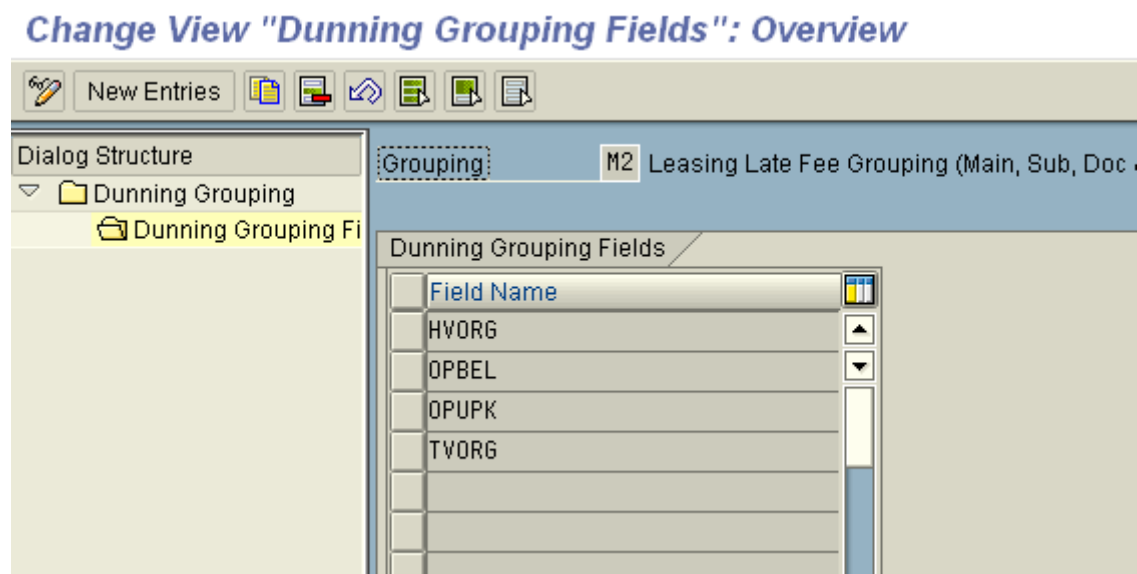 Change View "Dunning Grouping Fields": Overview
New Entries
Dialog Structure
Dunning Grouping
Dunning Grouping Fi
Grouping: M2 Leasing Late Fee Grouping (Main, Sub, Doc
Dunning Grouping Fields
Field Name
HVORG
OPBEL
OPUPK
TVORG